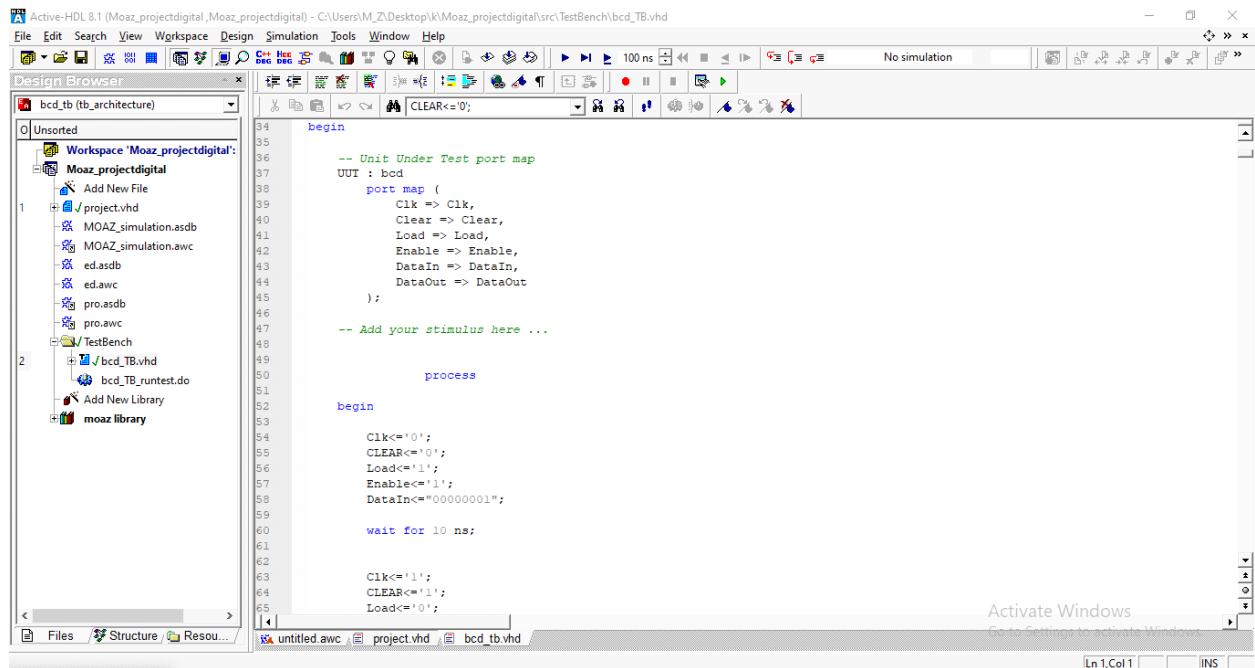 Active-HDL 8.1 (Moaz_projectdigital ,Moaz_projectdigital) - C:\Users\M_Z\Desktop\k\Moaz_projectdigital\src\TestBench\bcd_TB.vhd
File Edit Search View Workspace Design Simulation Tools Window Help
100 ns No simulation
Design Browser
bcd_tb (tb_architecture)
CLEAR<='0';
O Unsorted
Workspace 'Moaz_projectdigital':
Moaz_projectdigital
Add New File
1 project.vhd
MOAZ_simulation.asdb
MOAZ_simulation.awc
ed.asdb
ed.awc
pro.asdb
pro.awc
TestBench
2 bcd_TB.vhd
bcd_TB_runtest.do
Add New Library
moaz library
Files Structure Resou...
34 begin
35
36 -- Unit Under Test port map
37 UUT : bcd
38 port map (
39 Clk => Clk,
40 Clear => Clear,
41 Load => Load,
42 Enable => Enable,
43 DataIn => DataIn,
44 DataOut => DataOut
45 );
46
47 -- Add your stimulus here ...
48
49
50 process
51
52 begin
53
54 Clk<='0';
55 CLEAR<='0';
56 Load<='1';
57 Enable<='1';
58 DataIn<="00000001";
59
60 wait for 10 ns;
61
62
63 Clk<='1';
64 CLEAR<='1';
65 Load<='0';
Activate Windows
Go to Settings to activate Windows.
untitled.awc project.vhd bcd_tb.vhd
Ln 1,Col 1 INS